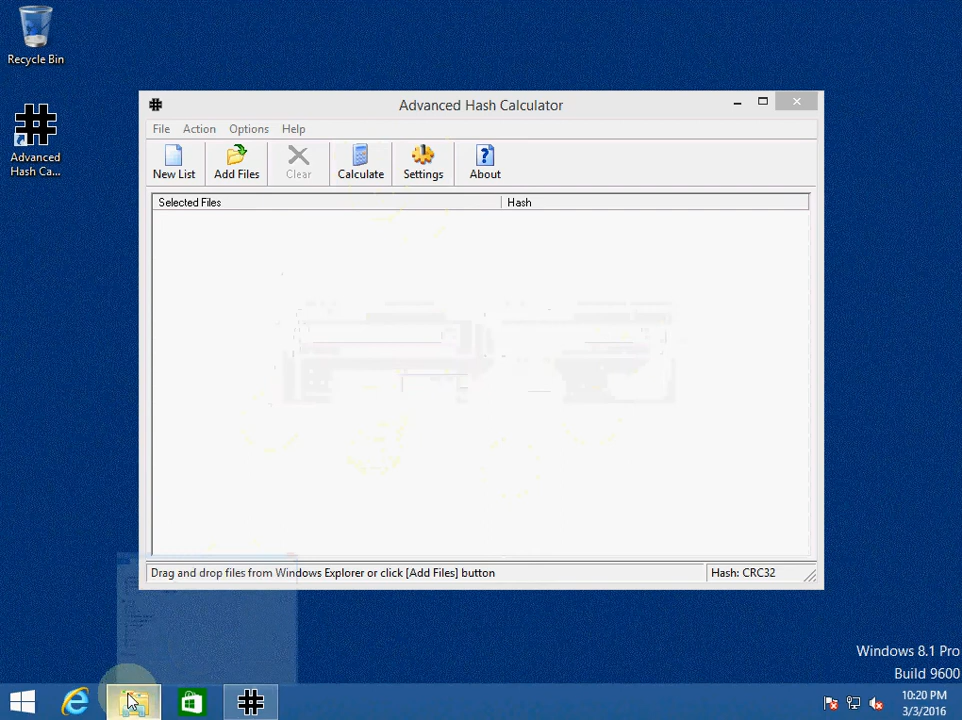 Recycle Bin
Advanced
Hash Ca...
Advanced Hash Calculator
File Action Options Help
New List Add Files Clear Calculate Settings About
Selected Files Hash
Drag and drop files from Windows Explorer or click [Add Files] button Hash: CRC32
Windows 8.1 Pro
Build 9600
10:20 PM
3/3/2016